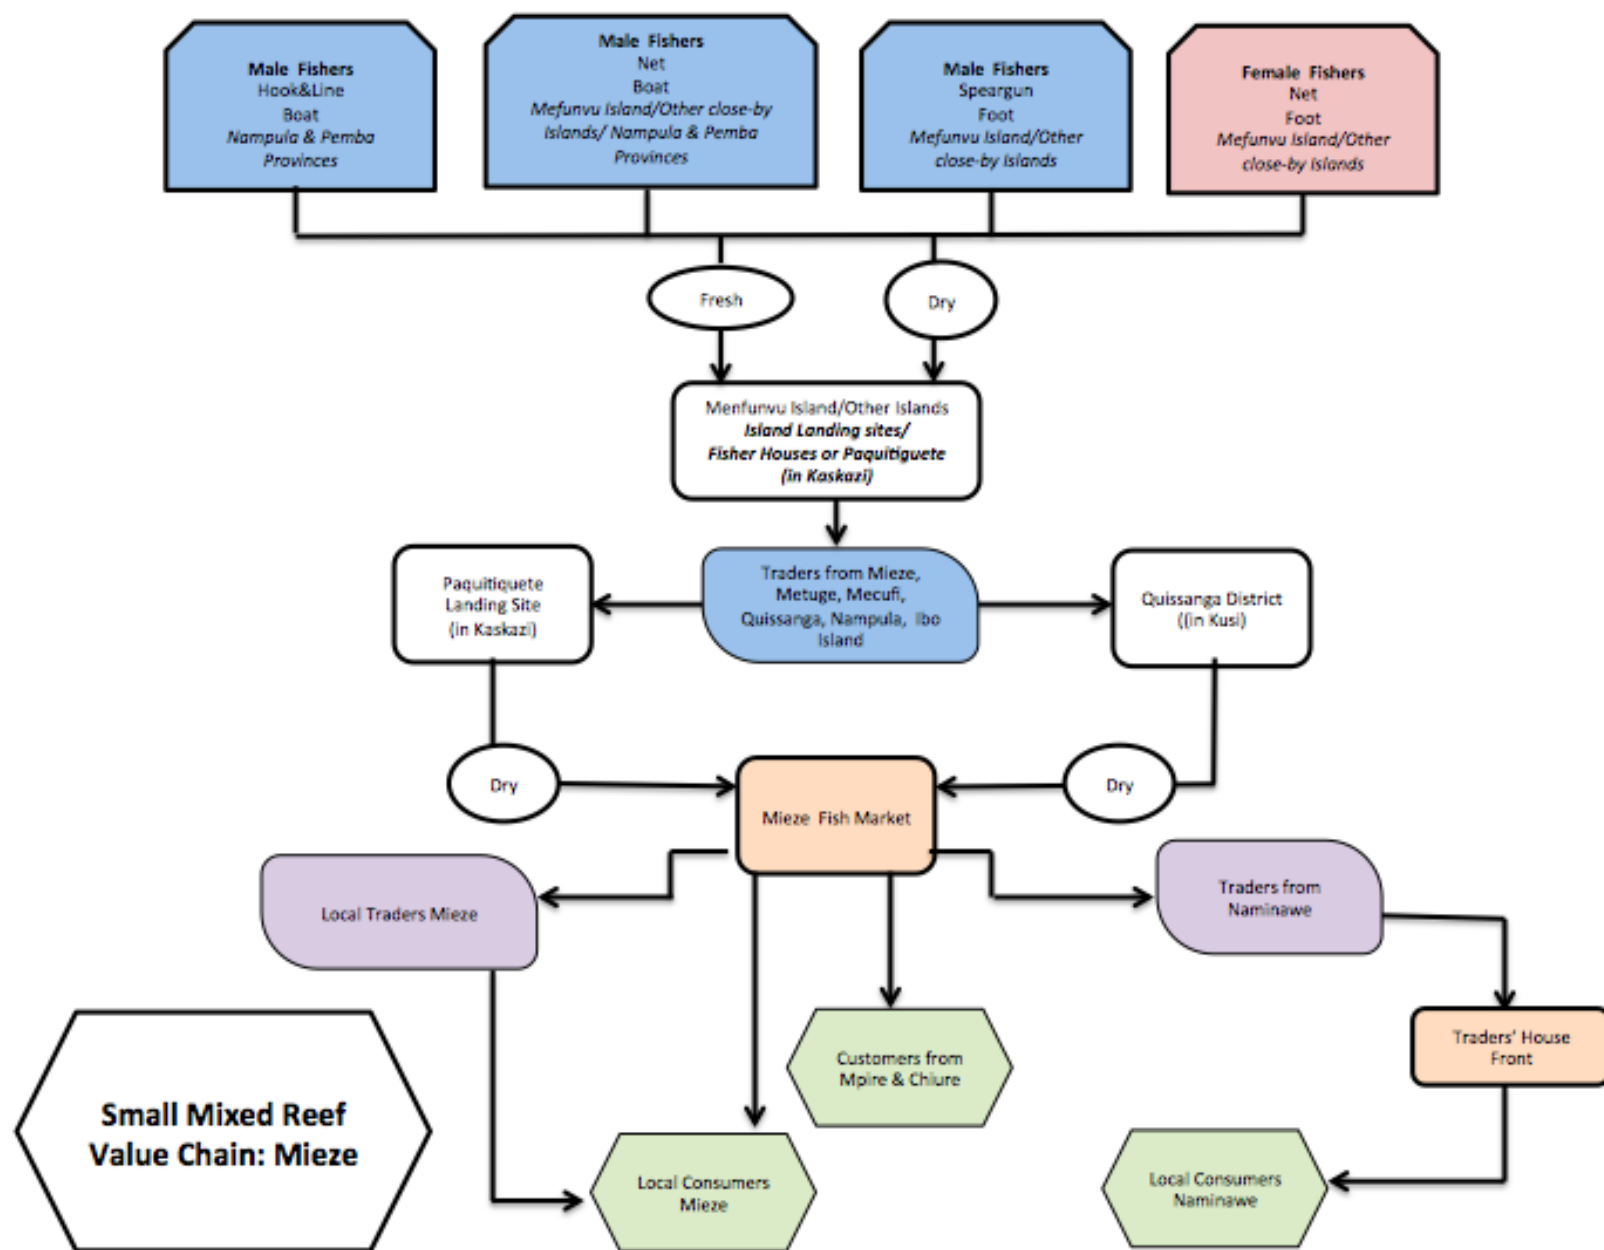 Male Fishers
Hook&Line
Boat
Nampula & Pemba
Provinces
Male Fishers
Net
Boat
Mefunvu Island/Other close-by
Islands/ Nampula & Pemba
Provinces
Male Fishers
Speargun
Foot
Mefunvu Island/Other
close-by Islands
Female Fishers
Net
Foot
Mefunvu Island/Other
close-by Islands
Fresh
Dry
Menfunvu Island/Other Islands
Island Landing sites/
Fisher Houses or Paquitiguete
(in Kaskazi)
Paquitiquete
Landing Site
(in Kaskazi)
Traders from Mieze,
Metuge, Mecufi,
Quissanga, Nampula, Ibo
Island
Quissanga District
((in Kusi)
Dry
Mieze Fish Market
Dry
Local Traders Mieze
Traders from
Naminawe
Customers from
Mpire & Chiure
Traders' House
Front
Small Mixed Reef
Value Chain: Mieze
Local Consumers
Mieze
Local Consumers
Naminawe